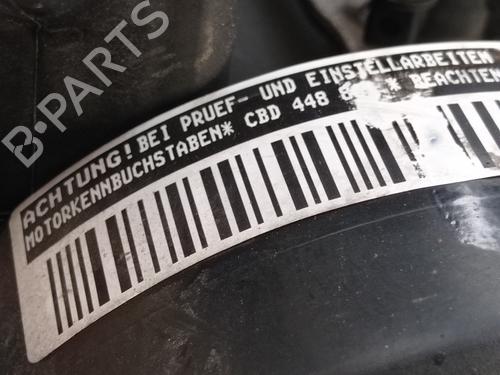 ACHTUNG! BEI PRUEF- UND EINSTELLARBEITEN
MOTORKENNBUCHSTABEN* CBD 448 * BEACHTEN
B-PARTS